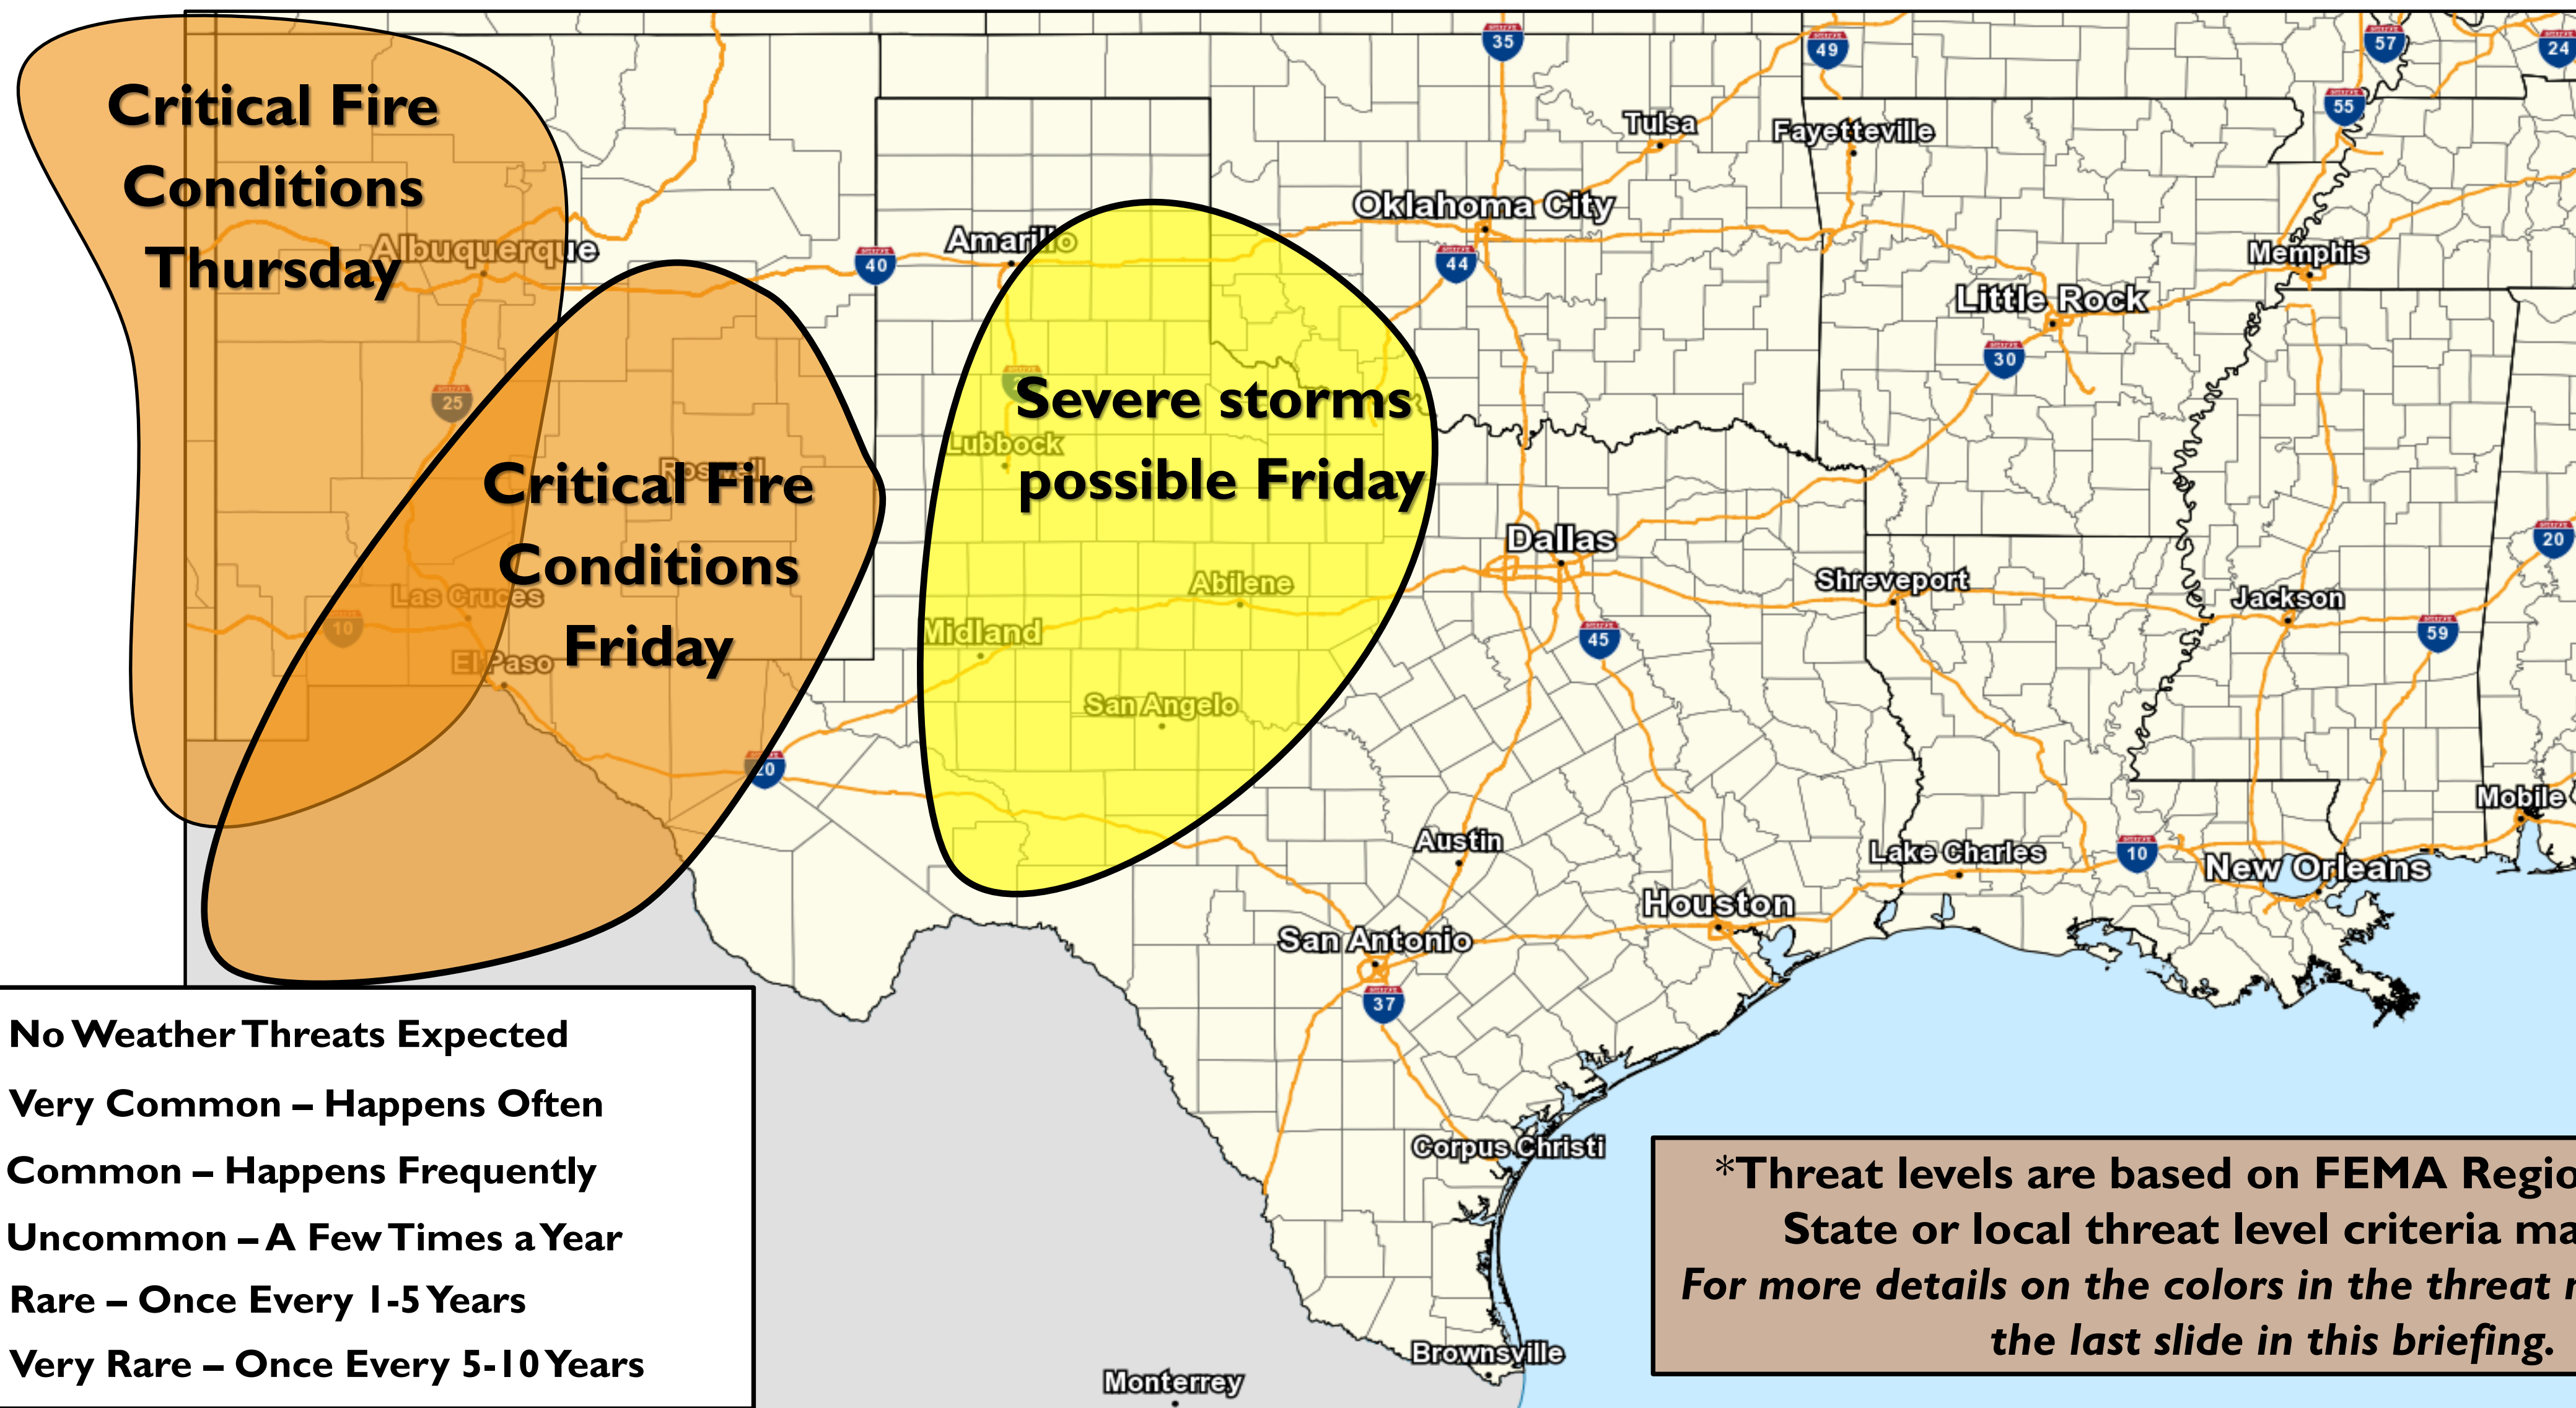 Critical Fire
Conditions
Thursday
Critical Fire
Conditions
Friday
Severe storms
possible Friday
35
49
57
24
55
Tulsa
Fayetteville
Oklahoma City
Albuquerque
Amarillo
40
44
Memphis
Little Rock
30
25
Lubbock
Roswell
20
Dallas
Abilene
Shreveport
Las Cruces
Jackson
10
Midland
45
59
El Paso
San Angelo
20
Mobile
Austin
Lake Charles
10
New Orleans
Houston
San Antonio
37
Corpus Christi
Brownsville
Monterrey
No Weather Threats Expected
Very Common – Happens Often
Common – Happens Frequently
Uncommon – A Few Times a Year
Rare – Once Every 1-5 Years
Very Rare – Once Every 5-10 Years
*Threat levels are based on FEMA
State or local threat level criteria
For more details on the colors in the threat
the last slide in this briefing.